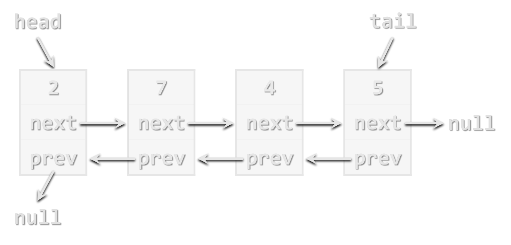 head tail
2 7 4 5
next next next next null
prev prev prev prev
null